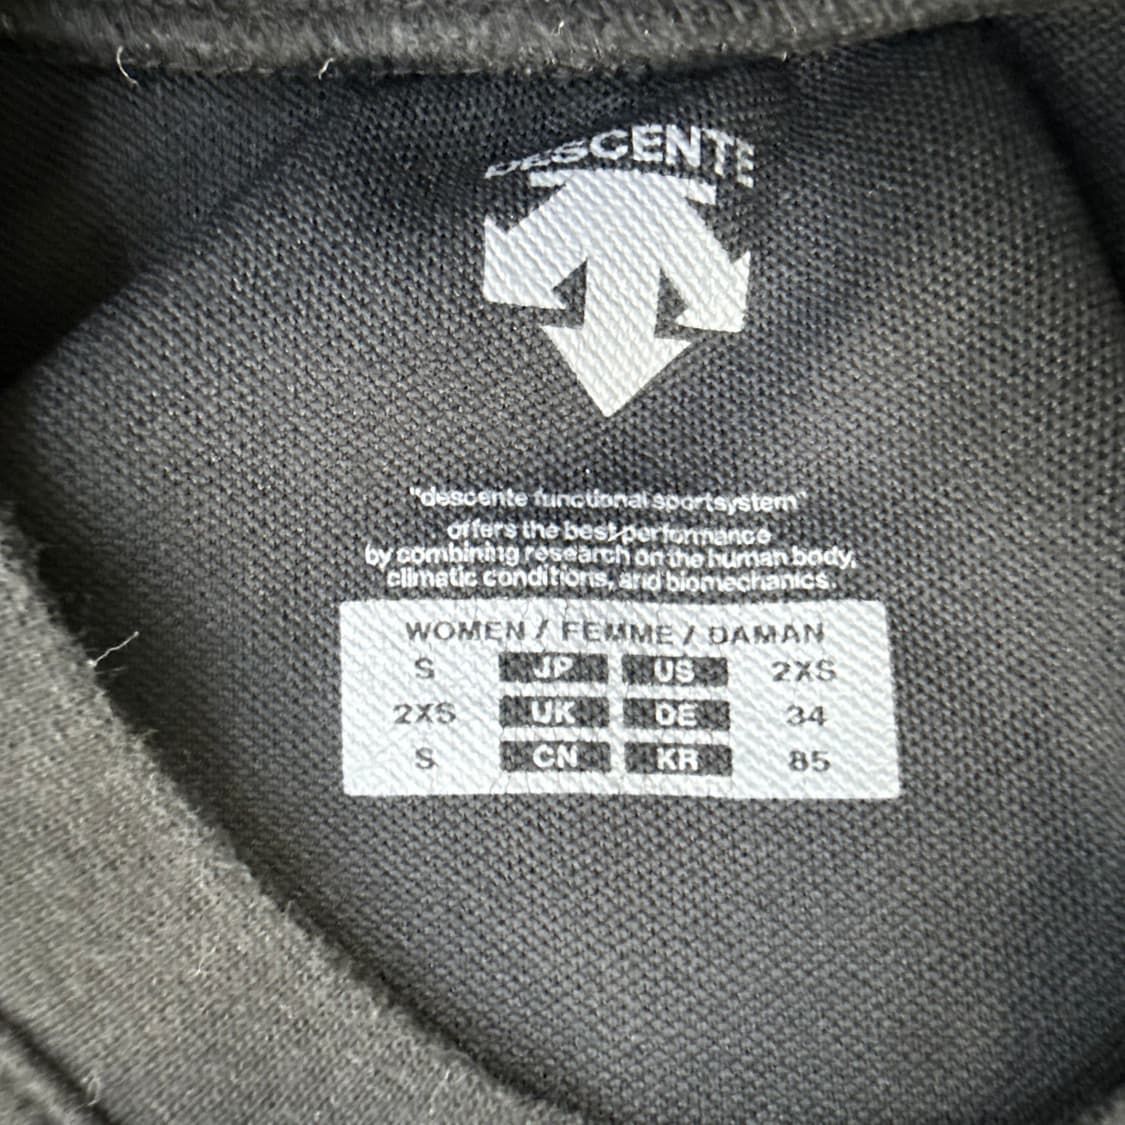 DESCENTE
"descente functional sportsystem"
offers the best performance
by combining research on the human body,
climatic conditions, and biomechanics.
WOMEN / FEMME / DAMAN
S JP US 2XS
2XS UK DE 34
S CN KR 85